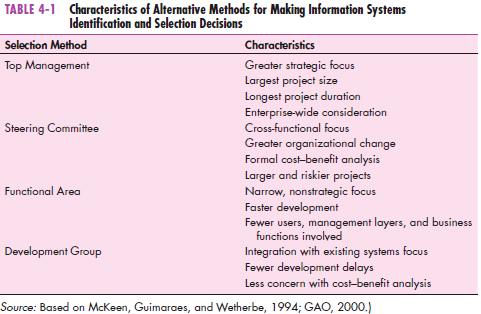 TABLE 4-1 Characteristics of Alternative Methods for Making Information Systems
Identification and Selection Decisions
Selection Method Characteristics
Top Management Greater strategic focus
Largest project size
Longest project duration
Enterprise-wide consideration
Steering Committee Cross-functional focus
Greater organizational change
Formal cost–benefit analysis
Larger and riskier projects
Functional Area Narrow, nonstrategic focus
Faster development
Fewer users, management layers, and business
functions involved
Development Group Integration with existing systems focus
Fewer development delays
Less concern with cost–benefit analysis
Source: Based on McKeen, Guimaraes, and Wetherbe, 1994; GAO, 2000.)